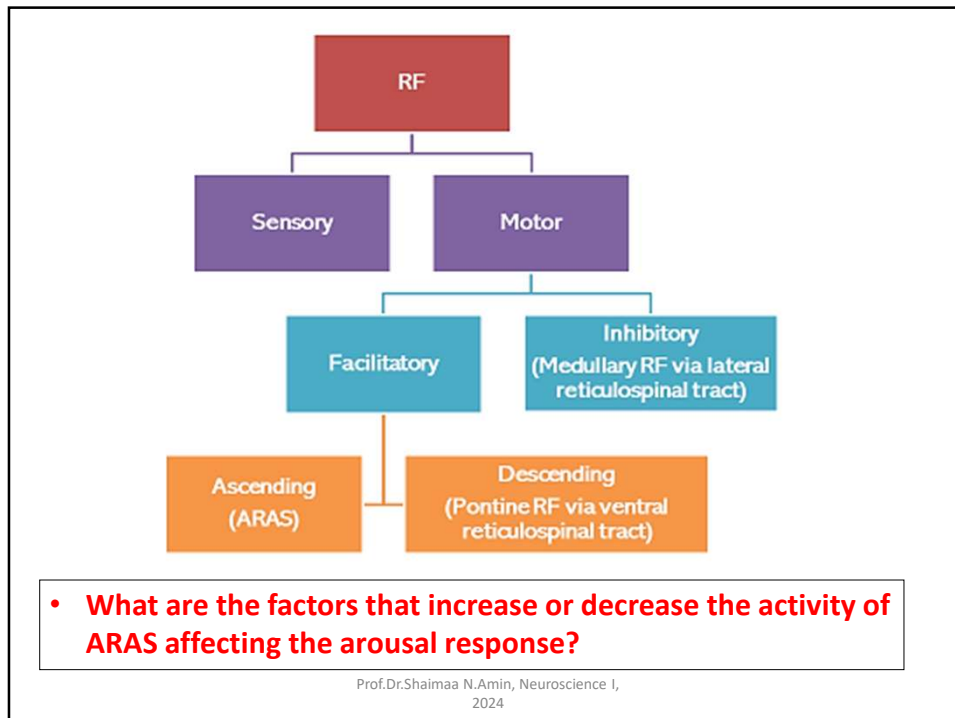 RF
Sensory
Motor
Facilitatory
Inhibitory
(Medullary RF via lateral
reticulospinal tract)
Ascending
(ARAS)
Descending
(Pontine RF via ventral
reticulospinal tract)
• What are the factors that increase or decrease the activity of
ARAS affecting the arousal response?
Prof.Dr.Shaimaa N.Amin, Neuroscience I,
2024